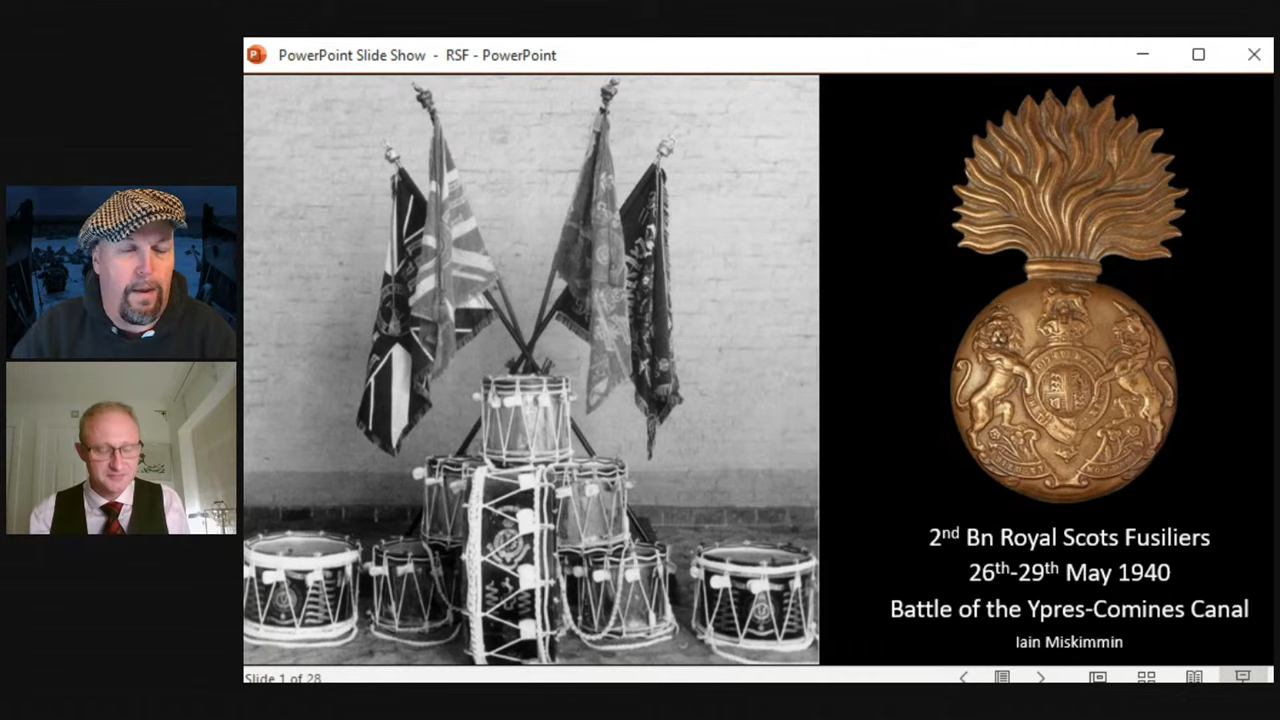 PowerPoint Slide Show - RSF - PowerPoint
2nd Bn Royal Scots Fusiliers
26th-29th May 1940
Battle of the Ypres-Comines Canal
Iain Miskimmin
Slide 1 of 28